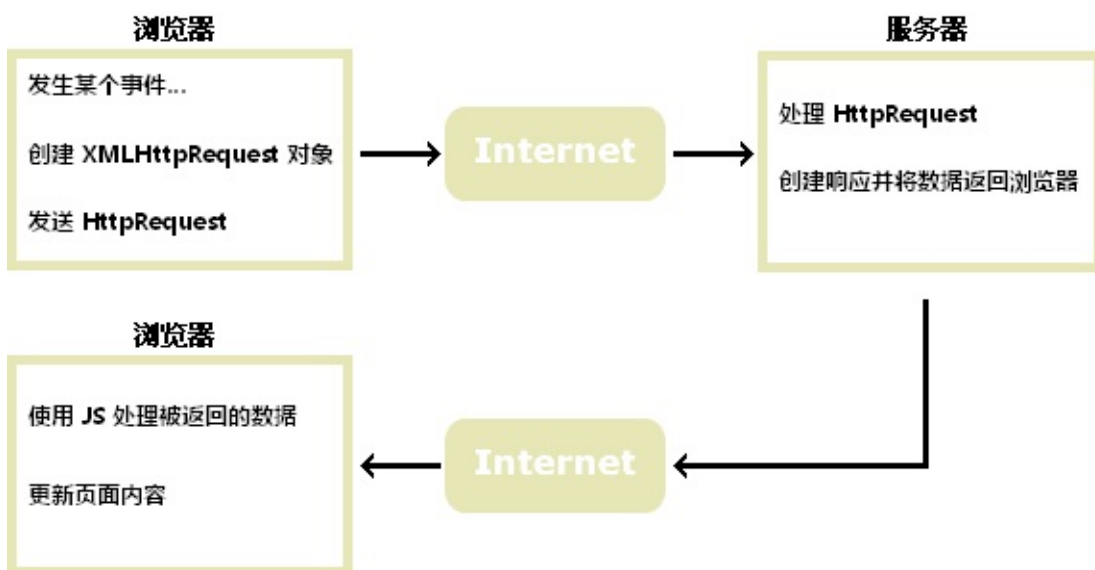 浏览器
发生某个事件...
创建 XMLHttpRequest 对象
发送 HttpRequest
Internet
服务器
处理 HttpRequest
创建响应并将数据返回浏览器
浏览器
使用 JS 处理被返回的数据
更新页面内容
Internet